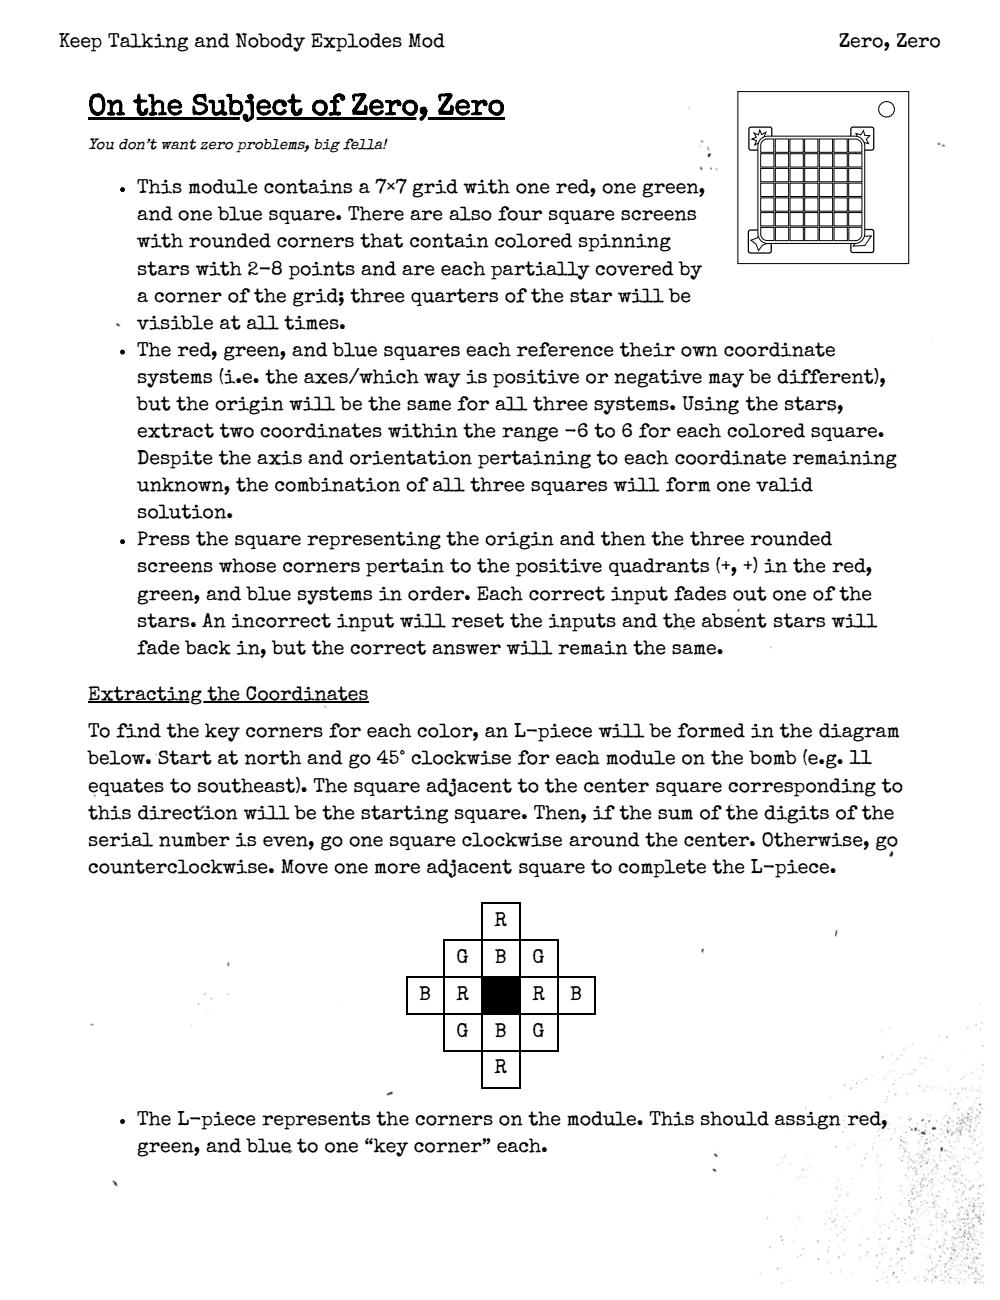 Keep Talking and Nobody Explodes Mod
Zero, Zero
On the Subject of Zero, Zero
You don't want zero problems, big fella!
• This module contains a 7×7 grid with one red, one green,
and one blue square. There are also four square screens
with rounded corners that contain colored spinning
stars with 2-8 points and are each partially covered by
a corner of the grid; three quarters of the star will be
visible at all times.
• The red, green, and blue squares each reference their own coordinate
systems (i.e. the axes/which way is positive or negative may be different),
but the origin will be the same for all three systems. Using the stars,
extract two coordinates within the range -6 to 6 for each colored square.
Despite the axis and orientation pertaining to each coordinate remaining
unknown, the combination of all three squares will form one valid
solution.
• Press the square representing the origin and then the three rounded
screens whose corners pertain to the positive quadrants (+, +) in the red,
green, and blue systems in order. Each correct input fades out one of the
stars. An incorrect input will reset the inputs and the absent stars will
fade back in, but the correct answer will remain the same.
Extracting the Coordinates
To find the key corners for each color, an L-piece will be formed in the diagram
below. Start at north and go 45° clockwise for each module on the bomb (e.g. 11
equates to southeast). The square adjacent to the center square corresponding to
this direction will be the starting square. Then, if the sum of the digits of the
serial number is even, go one square clockwise around the center. Otherwise, go
counterclockwise. Move one more adjacent square to complete the L-piece.
R
G B G
B R R B
G B G
R
• The L-piece represents the corners on the module. This should assign red,
green, and blue to one “key corner” each.